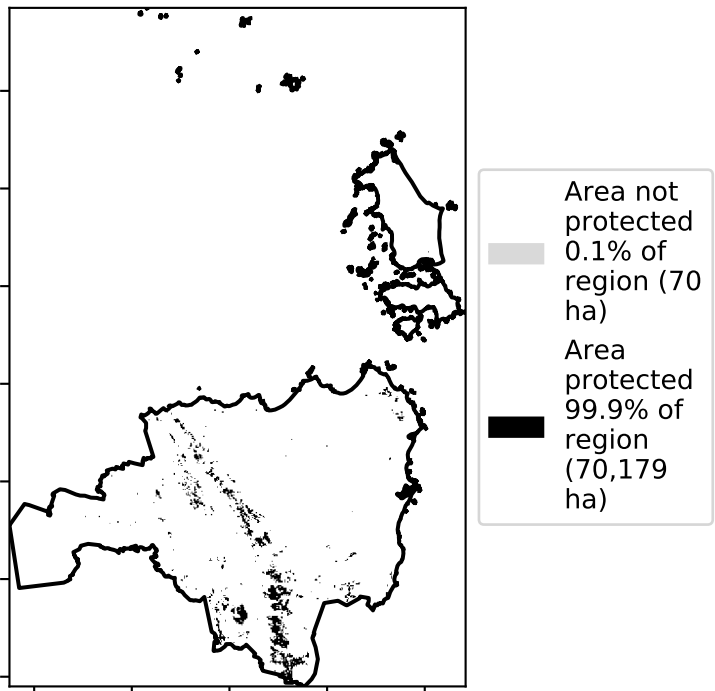 Area not
protected
0.1% of
region (70
ha)
Area
protected
99.9% of
region
(70,179
ha)